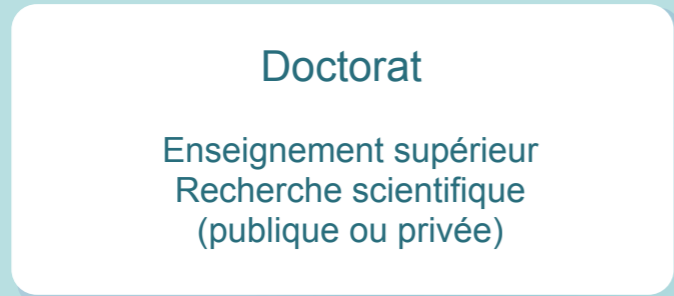 Doctorat
Enseignement supérieur
Recherche scientifique
(publique ou privée)